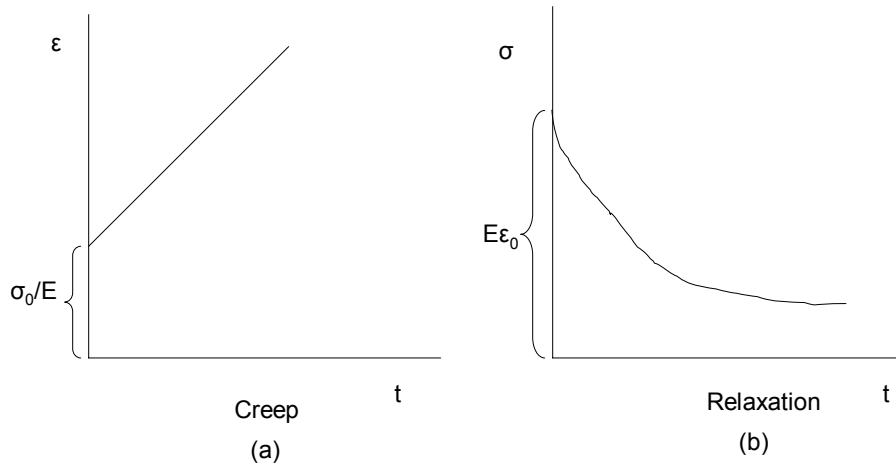 ε
σ₀/E
t
Creep
(a)
σ
Eε₀
t
Relaxation
(b)